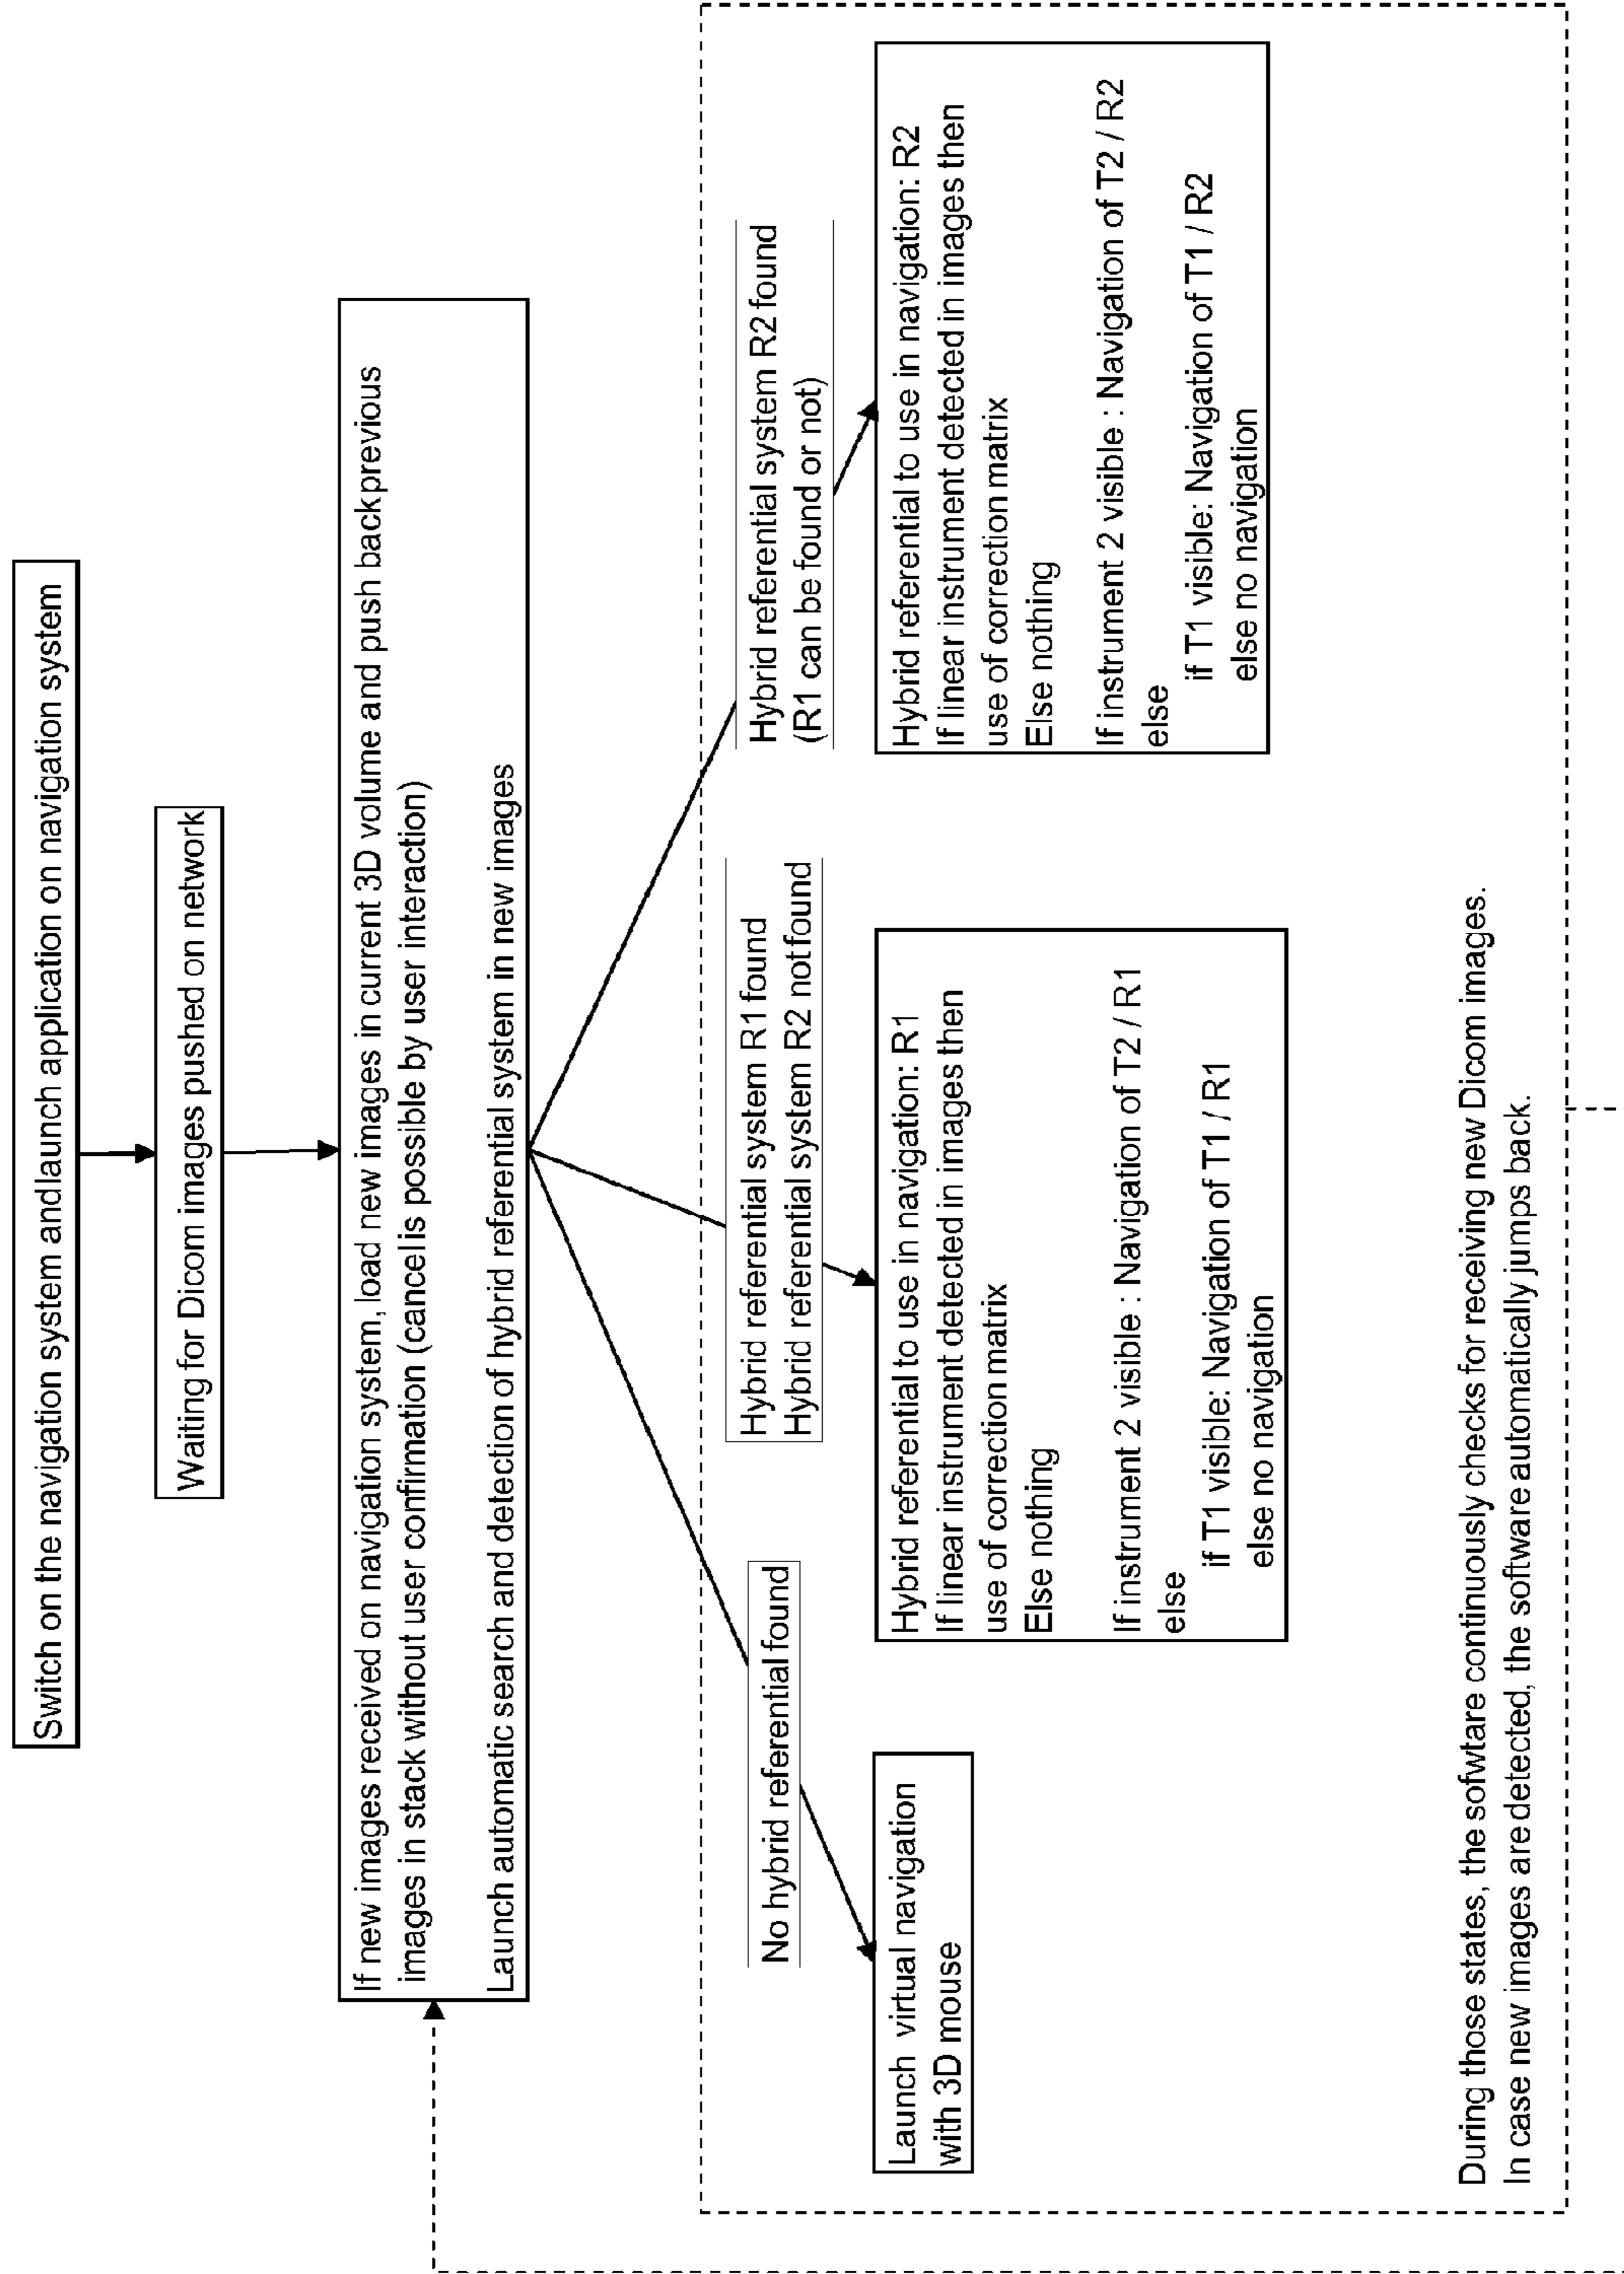 Switch on the navigation system andlaunch application on navigation system
Waiting for Dicom images pushed on network
If new images received on navigation system, load new images in current 3D volume and push back previous
images in stack without user confirmation (cancel is possible by user interaction)
Launch automatic search and detection of hybrid referential system in new images
No hybrid referential found
Launch virtual navigation
with 3D mouse
Hybrid referential system R1 found
Hybrid referential system R2 not found
Hybrid referential to use in navigation: R1
If linear instrument detected in images then
use of correction matrix
Else nothing
If instrument 2 visible : Navigation of T2 / R1
else
if T1 visible: Navigation of T1 / R1
else no navigation
Hybrid referential system R2 found
(R1 can be found or not)
Hybrid referential to use in navigation: R2
If linear instrument detected in images then
use of correction matrix
Else nothing
If instrument 2 visible : Navigation of T2 / R2
else
if T1 visible: Navigation of T1 / R2
else no navigation
During those states, the sofwtare continuously checks for receiving new Dicom images.
In case new images are detected, the software automatically jumps back.